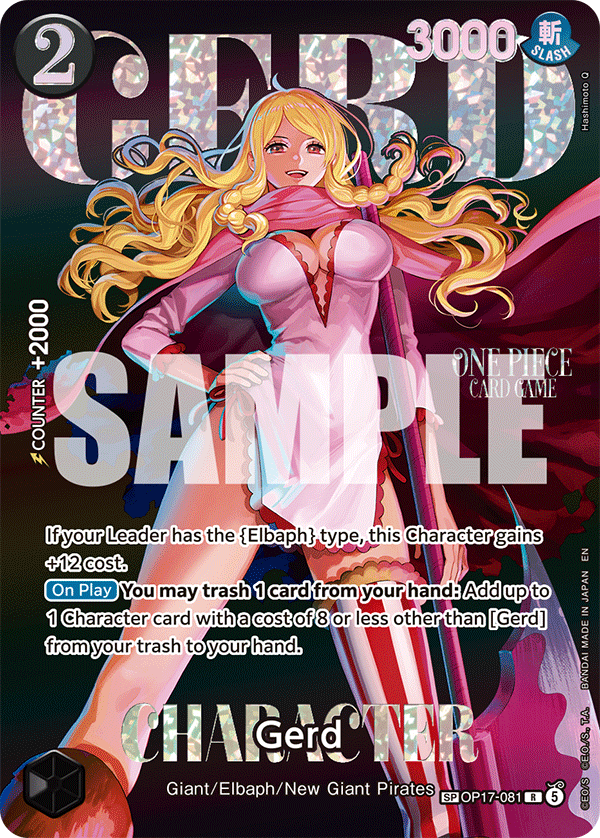 2
GERD
3000
斬
SLASH
Hashimoto Q
COUNTER +2000
ONE PIECE
CARD GAME
SAMPLE
If your Leader has the {Elbaph} type, this Character gains
+12 cost.
On Play You may trash 1 card from your hand: Add up to
1 Character card with a cost of 8 or less other than [Gerd]
from your trash to your hand.
CHARACTER
Gerd
Giant/Elbaph/New Giant Pirates
SP OP17-081 R 5
©E.O/S ©E.O./S., T.A. BANDAI MADE IN JAPAN EN